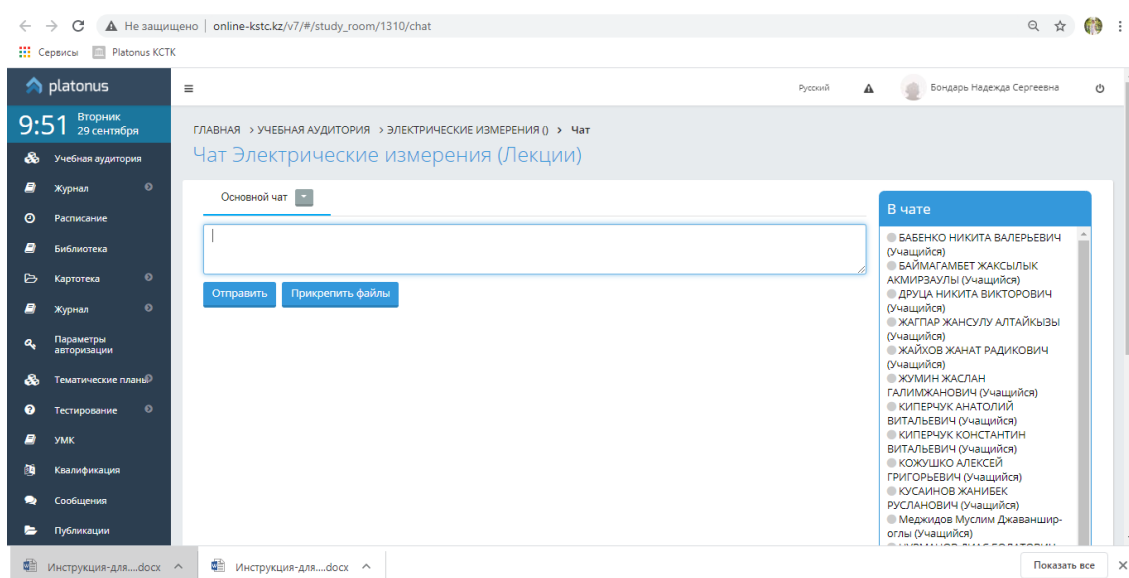 Не защищено | online-kstc.kz/v7/#/study_room/1310/chat
Сервисы Platonus КСТК
platonus
Русский
Бондарь Надежда Сергеевна
9:51 Вторник
29 сентября
Учебная аудитория
Журнал
Расписание
Библиотека
Картотека
Журнал
Параметры
авторизации
Тематические планы
Тестирование
УМК
Квалификация
Сообщения
Публикации
ГЛАВНАЯ > УЧЕБНАЯ АУДИТОРИЯ > ЭЛЕКТРИЧЕСКИЕ ИЗМЕРЕНИЯ () > Чат
Чат Электрические измерения (Лекции)
Основной чат
Отправить Прикрепить файлы
В чате
БАБЕНКО НИКИТА ВАЛЕРЬЕВИЧ
(Учащийся)
БАЙМАГАМБЕТ ЖАКСЫЛЫК
АКМИРЗАУЛЫ (Учащийся)
ДРУЦА НИКИТА ВИКТОРОВИЧ
(Учащийся)
ЖАГПАР ЖАНСУЛУ АЛТАЙКЫЗЫ
(Учащийся)
ЖАЙХОВ ЖАНАТ РАДИКОВИЧ
(Учащийся)
ЖУМИН ЖАСЛАН
ГАЛИМЖАНОВИЧ (Учащийся)
КИПЕРЧУК АНАТОЛИЙ
ВИТАЛЬЕВИЧ (Учащийся)
КИПЕРЧУК КОНСТАНТИН
ВИТАЛЬЕВИЧ (Учащийся)
КОЖУШКО АЛЕКСЕЙ
ГРИГОРЬЕВИЧ (Учащийся)
КУСАИНОВ ЖАНИБЕК
РУСЛАНОВИЧ (Учащийся)
Меджидов Муслим Джаваншир-
оглы (Учащийся)
Инструкция-для....docx
Инструкция-для....docx
Показать все